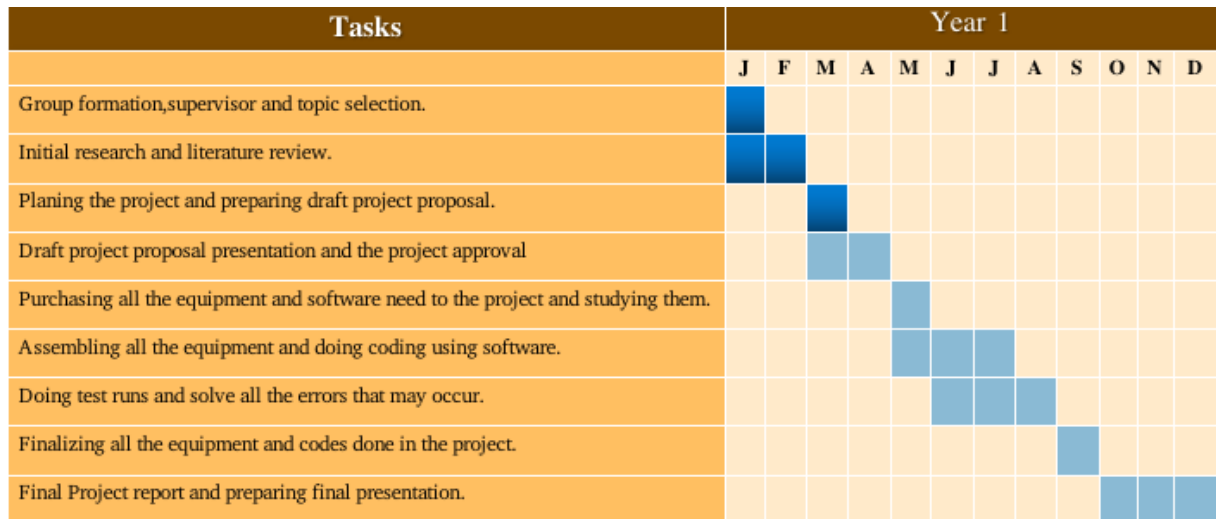 Tasks
Year 1
J F M A M J J A S O N D
Group formation,supervisor and topic selection.
Initial research and literature review.
Planing the project and preparing draft project proposal.
Draft project proposal presentation and the project approval
Purchasing all the equipment and software need to the project and studying them.
Assembling all the equipment and doing coding using software.
Doing test runs and solve all the errors that may occur.
Finalizing all the equipment and codes done in the project.
Final Project report and preparing final presentation.